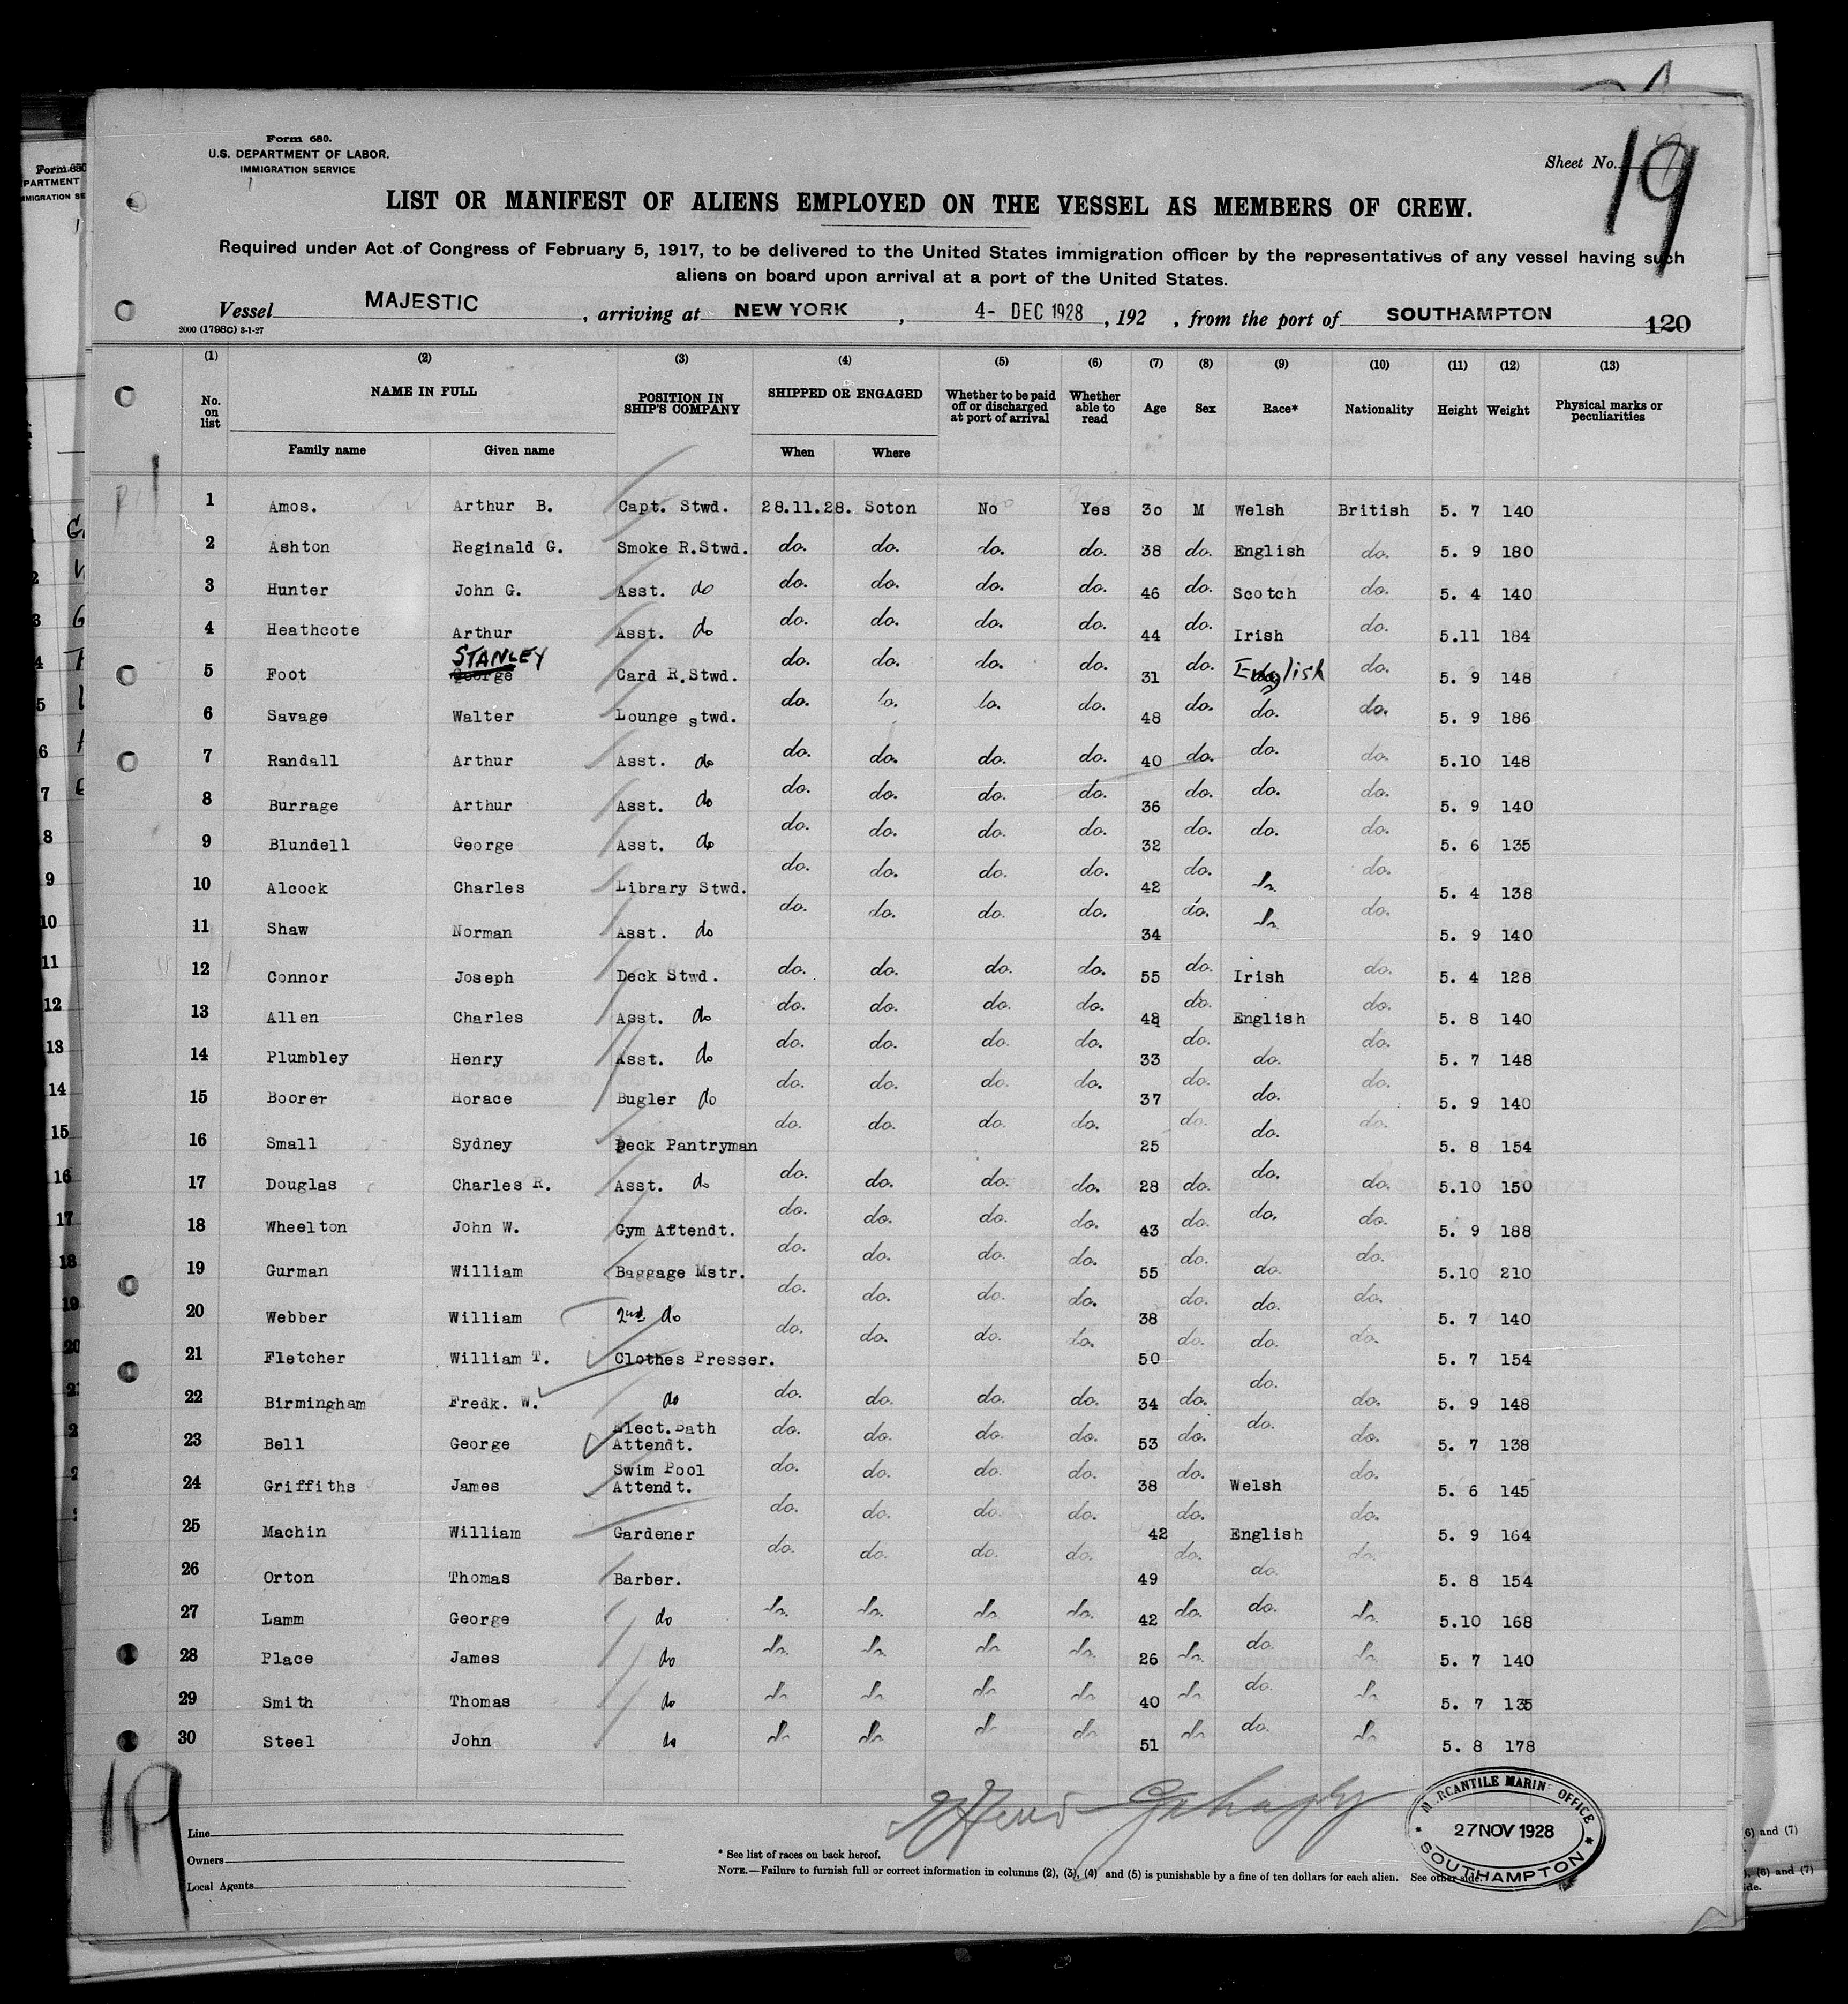 Form 680.
U.S. DEPARTMENT OF LABOR.
IMMIGRATION SERVICE
Sheet No. 19
LIST OR MANIFEST OF ALIENS EMPLOYED ON THE VESSEL AS MEMBERS OF CREW.
Required under Act of Congress of February 5, 1917, to be delivered to the United States immigration officer by the representatives of any vessel having such
aliens on board upon arrival at a port of the United States.
Vessel MAJESTIC, arriving at NEW YORK, 4- DEC 1928, 192 , from the port of SOUTHAMPTON 120
2000 (1798c) 3-1-27
(1) (2) (3) (4) (5) (6) (7) (8) (9) (10) (11) (12) (13)
No. on list NAME IN FULL POSITION IN SHIP'S COMPANY SHIPPED OR ENGAGED Whether to be paid off or discharged at port of arrival Whether able to read Age Sex Race* Nationality Height Weight Physical marks or peculiarities
Family name Given name When Where
1 Amos. Arthur B. Capt. Stwd. 28.11.28. Soton No Yes 30 M Welsh British 5. 7 140
2 Ashton Reginald G. Smoke R.Stwd. do. do. do. do. 38 do. English do. 5. 9 180
3 Hunter John G. Asst. do do. do. do. do. 46 do. Scotch do. 5. 4 140
4 Heathcote Arthur Asst. do do. do. do. do. 44 do. Irish do. 5.11 184
5 Foot George STANLEY Card R.Stwd. do. do. do. do. 31 do. English do. 5. 9 148
6 Savage Walter Lounge stwd. do. do. do. do. 48 do. do. do. 5. 9 186
7 Randall Arthur Asst. do do. do. do. do. 40 do. do. do. 5.10 148
8 Burrage Arthur Asst. do do. do. do. do. 36 do. do. do. 5. 9 140
9 Blundell George Asst. do do. do. do. do. 32 do. do. do. 5. 6 135
10 Alcock Charles Library Stwd. do. do. do. do. 42 do. do. do. 5. 4 138
11 Shaw Norman Asst. do do. do. do. do. 34 do. do. do. 5. 9 140
12 Connor Joseph Deck Stwd. do. do. do. do. 55 do. Irish do. 5. 4 128
13 Allen Charles Asst. do do. do. do. do. do. English do. 5. 8 140
14 Plumbley Henry Asst. do do. do. do. do. 33 do. do. do. 5. 7 148
15 Boorer Horace Bugler do do. do. do. do. 37 do. do. do. 5. 9 140
16 Small Sydney Deck Pantryman do. do. do. do. 25 do. do. do. 5. 8 154
17 Douglas Charles R. Asst. do do. do. do. do. 28 do. do. do. 5.10 150
18 Wheelton John W. Gym Attendt. do. do. do. do. 43 do. do. do. 5. 9 188
19 Gurman William Baggage Mstr. do. do. do. do. 55 do. do. do. 5.10 210
20 Webber William 2nd do do. do. do. do. 38 do. do. do. 5. 7 140
21 Fletcher William T. Clothes Presser. do. do. do. do. 50 do. do. do. 5. 7 154
22 Birmingham Fredk. W. do do. do. do. do. 34 do. do. do. 5. 9 148
23 Bell George Elect.Bath Attendt. do. do. do. do. 53 do. do. do. 5. 7 138
24 Griffiths James Swim Pool Attendt. do. do. do. do. 38 do. Welsh do. 5. 6 145
25 Machin William Gardener do. do. do. do. 42 do. English do. 5. 9 164
26 Orton Thomas Barber. do. do. do. do. 49 do. do. do. 5. 8 154
27 Lamm George do do. do. do. do. 42 do. do. do. 5.10 168
28 Place James do do. do. do. do. 26 do. do. do. 5. 7 140
29 Smith Thomas do do do do do 40 do do. do 5. 7 135
30 Steel John do do do do do 51 do do. do 5. 8 178
19
Line
Owners
Local Agents
* See list of races on back hereof.
NOTE.—Failure to furnish full or correct information in columns (2), (3), (4) and (5) is punishable by a fine of ten dollars for each alien. See other side.
MERCANTILE MARINE OFFICE
27 NOV 1928
SOUTHAMPTON